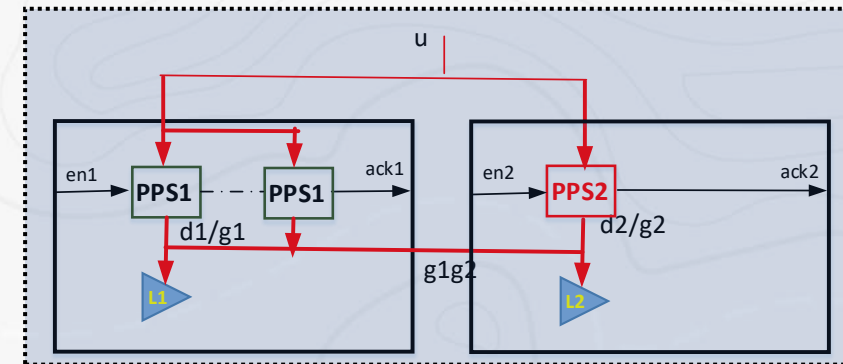 u
en1
PPS1
PPS1
ack1
en2
PPS2
ack2
d1/g1
d2/g2
g1g2
L1
L2